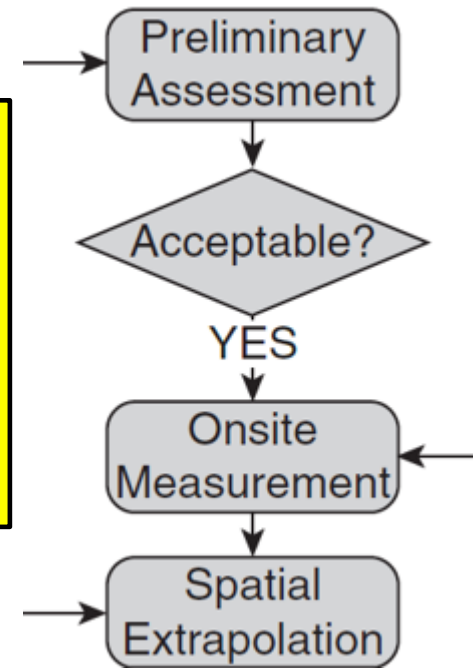 Preliminary
Assessment
Acceptable?
YES
Onsite
Measurement
Spatial
Extrapolation